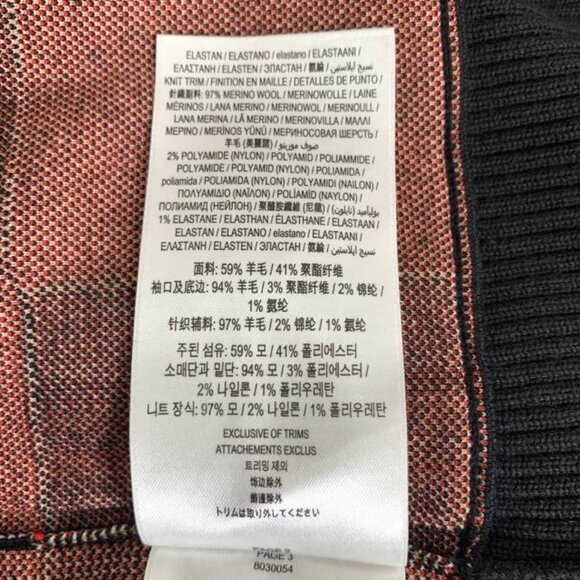 ELASTAN / ELASTANO / elastano / ELASTAANI /
ΕΛΑΣΤΑΝΗ / ELASTEN / ЭЛАСТАН / 氨綸 / نسيج ايلاستين /
KNIT TRIM / FINITION EN MAILLE / DETALLES DE PUNTO /
針織副料: 97% MERINO WOOL / MERINOWOLLE / LAINE
MÉRINOS / LANA MERINO / MERINOWOL / MERINOULL /
LANA MERINA / LÃ MERINO / MERINOVILLA / ΜΑΛΛΙ
ΜΕΡΙΝΟ / MERİNOS YÜNÜ / МЕРИНОСОВАЯ ШЕРСТЬ /
羊毛 (美麗諾) / صوف مورينو /
2% POLYAMIDE (NYLON) / POLYAMID / POLIAMMIDE /
POLYAMIDE / POLYAMID (NYLON) / POLIAMIDA /
poliamida / POLIAMIDA (NYLON) / POLYAMIDI (NAILON) /
ΠΟΛΥΑΜΙΔΙΟ (ΝΑΪΛΟΝ) / POLİAMİD (NAYLON) /
ПОЛИАМИД (НЕЙЛОН) / 聚醯胺纖維 (尼龍) / بوليأميد (نايلون) /
1% ELASTANE / ELASTHAN / ÉLASTHANE / ELASTAAN /
ELASTAN / ELASTANO / elastano / ELASTAANI /
ΕΛΑΣΤΑΝΗ / ELASTEN / ЭЛАСТАН / 氨綸 / نسيج ايلاستين
面料: 59% 羊毛 / 41% 聚酯纤维
袖口及底边: 94% 羊毛 / 3% 聚酯纤维 / 2% 锦纶 /
1% 氨纶
针织辅料: 97% 羊毛 / 2% 锦纶 / 1% 氨纶
주된 섬유: 59% 모 / 41% 폴리에스터
소매단과 밑단: 94% 모 / 3% 폴리에스터 /
2% 나일론 / 1% 폴리우레탄
니트 장식: 97% 모 / 2% 나일론 / 1% 폴리우레탄
EXCLUSIVE OF TRIMS
ATTACHEMENTS EXCLUS
트리밍 제외
饰边除外
飾邊除外
トリムは取り外してください
PAGE 3
8030054